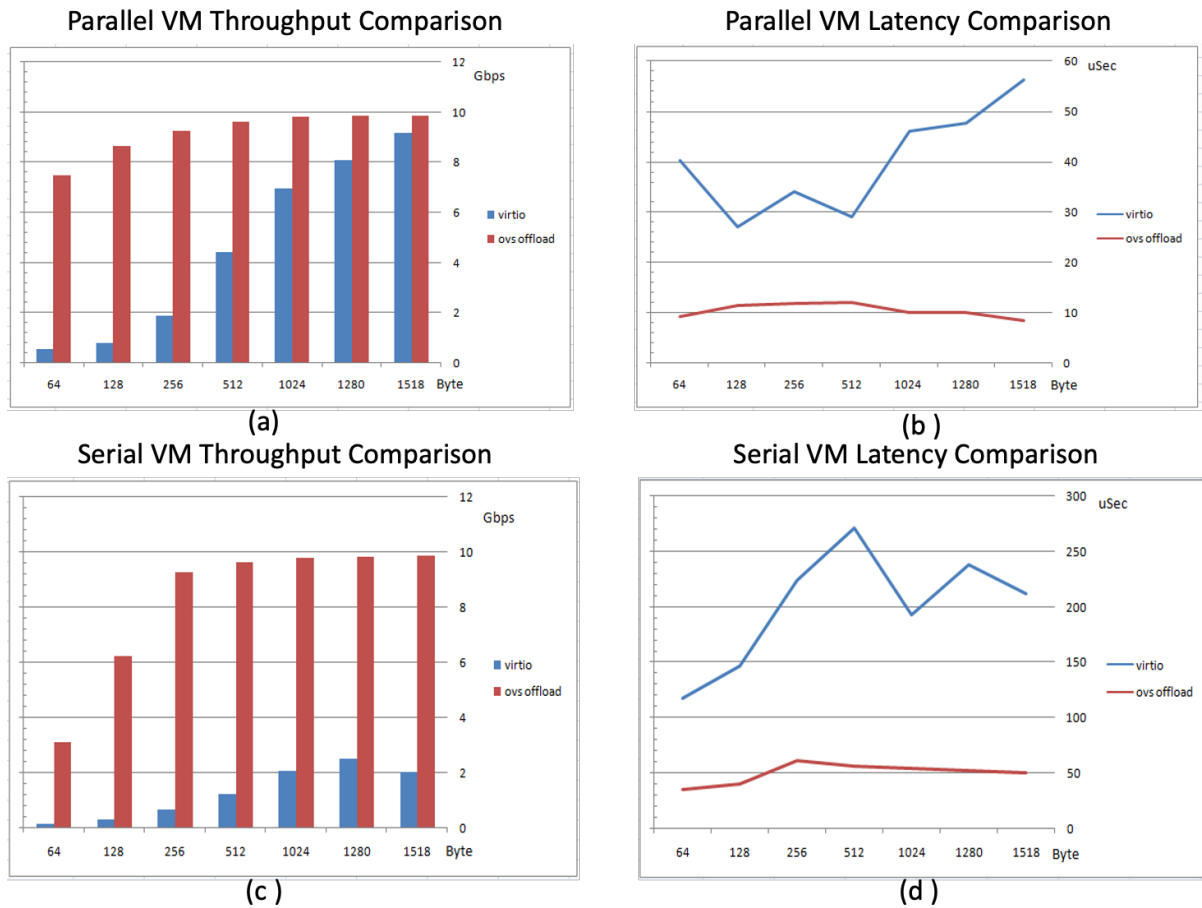 Parallel VM Throughput Comparison
12
Gbps
10
8
6
4
2
0
virtio
ovs offload
64 128 256 512 1024 1280 1518 Byte
(a)
Parallel VM Latency Comparison
60
uSec
50
40
30
20
10
0
virtio
ovs offload
64 128 256 512 1024 1280 1518 Byte
(b )
Serial VM Throughput Comparison
12
Gbps
10
8
6
4
2
0
virtio
ovs offload
64 128 256 512 1024 1280 1518 Byte
(c )
Serial VM Latency Comparison
300
uSec
250
200
150
100
50
0
virtio
ovs offload
64 128 256 512 1024 1280 1518 Byte
(d )